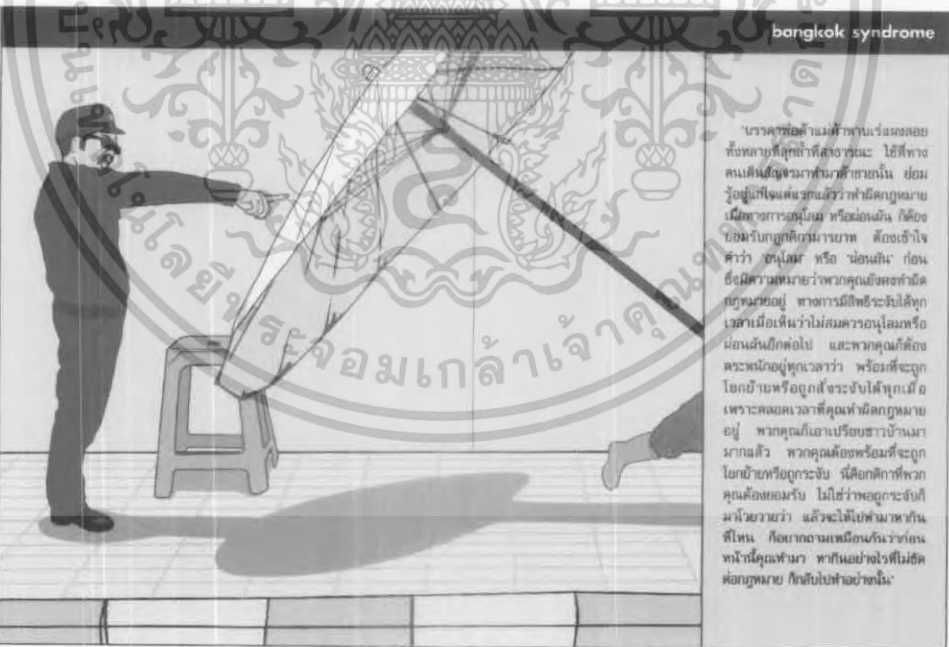 bangkok syndrome
'บรรดาพ่อค้าแม่ค้าหาบเร่แผงลอย
ทั้งหลายที่ลุกล้ำที่สาธารณะ ใช้ที่ทาง
คนเดินสัญจรมาทำมาค้าขายนั้น ย่อม
รู้อยู่แก่ใจแต่แรกแล้วว่าทำผิดกฎหมาย
เมื่อทางการอนุโลม หรือผ่อนผัน ก็ต้อง
ยอมรับกฎกติกามารยาท ต้องเข้าใจ
คำว่า 'อนุโลม' หรือ 'ผ่อนผัน' ก่อน
ซึ่งมีความหมายว่าพวกคุณยังคงทำผิด
กฎหมายอยู่ ทางการมีสิทธิระงับได้ทุก
เวลาเมื่อเห็นว่าไม่สมควรอนุโลมหรือ
ผ่อนผันอีกต่อไป และพวกคุณก็ต้อง
ตระหนักอยู่ทุกเวลาว่า พร้อมที่จะถูก
โยกย้ายหรือถูกสั่งระงับได้ทุกเมื่อ
เพราะตลอดเวลาที่คุณทำผิดกฎหมาย
อยู่ พวกคุณก็เอาเปรียบชาวบ้านมา
มากแล้ว พวกคุณต้องพร้อมที่จะถูก
โยกย้ายหรือถูกระงับ นี่คือกติกาที่พวก
คุณต้องยอมรับ ไม่ใช่ว่าพอถูกระงับก็
มาโวยวายว่า แล้วจะให้ไปทำมาหากิน
ที่ไหน ก็อยากถามเหมือนกันว่าก่อน
หน้านี้คุณทำมา หากินอย่างไรที่ไม่ขัด
ต่อกฎหมาย ก็กลับไปทำอย่างนั้น'